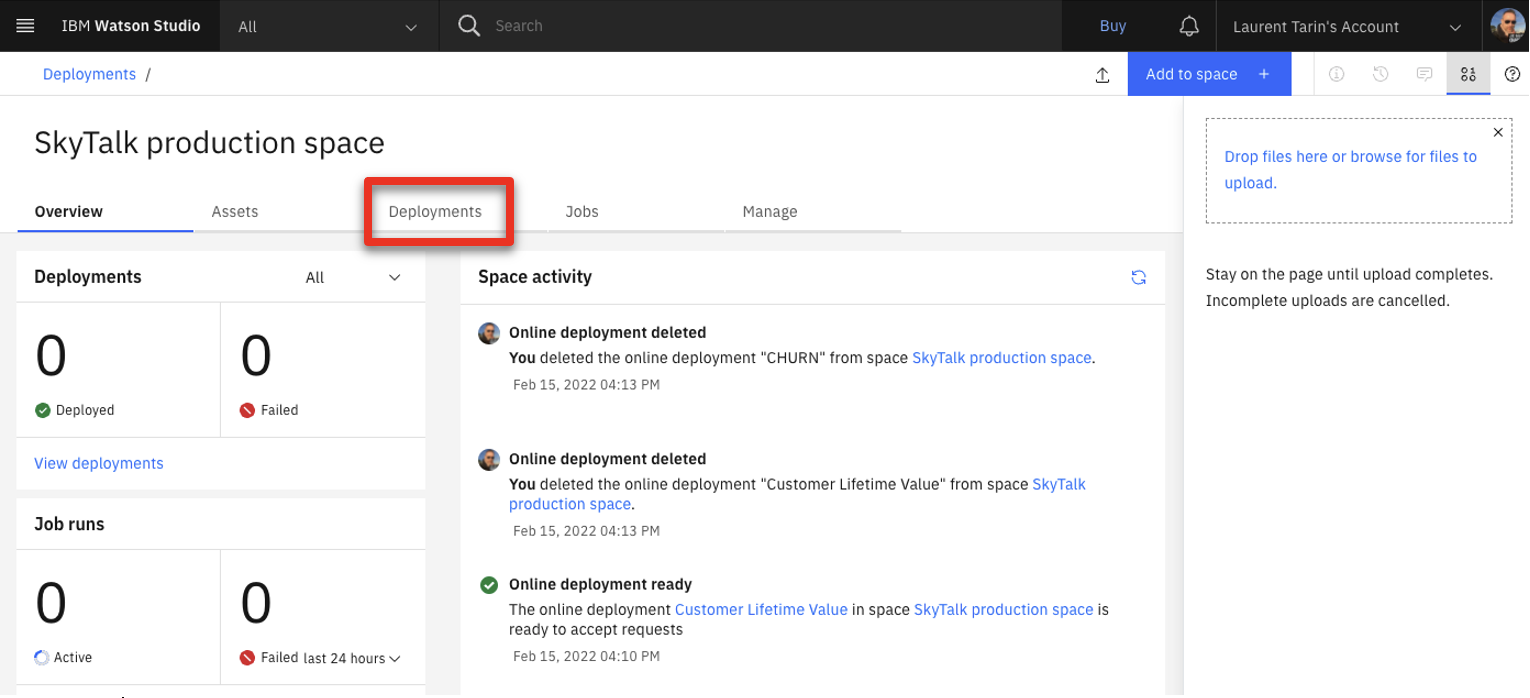 IBM Watson Studio
All
Search
Buy
Laurent Tarin's Account
Deployments /
Add to space +
SkyTalk production space
Overview
Assets
Deployments
Jobs
Manage
Deployments
All
0
0
Deployed
Failed
View deployments
Job runs
0
0
Active
Failed last 24 hours
Space activity
Online deployment deleted
You deleted the online deployment "CHURN" from space SkyTalk production space.
Feb 15, 2022 04:13 PM
Online deployment deleted
You deleted the online deployment "Customer Lifetime Value" from space SkyTalk
production space.
Feb 15, 2022 04:13 PM
Online deployment ready
The online deployment Customer Lifetime Value in space SkyTalk production space is
ready to accept requests
Feb 15, 2022 04:10 PM
Drop files here or browse for files to
upload.
Stay on the page until upload completes.
Incomplete uploads are cancelled.